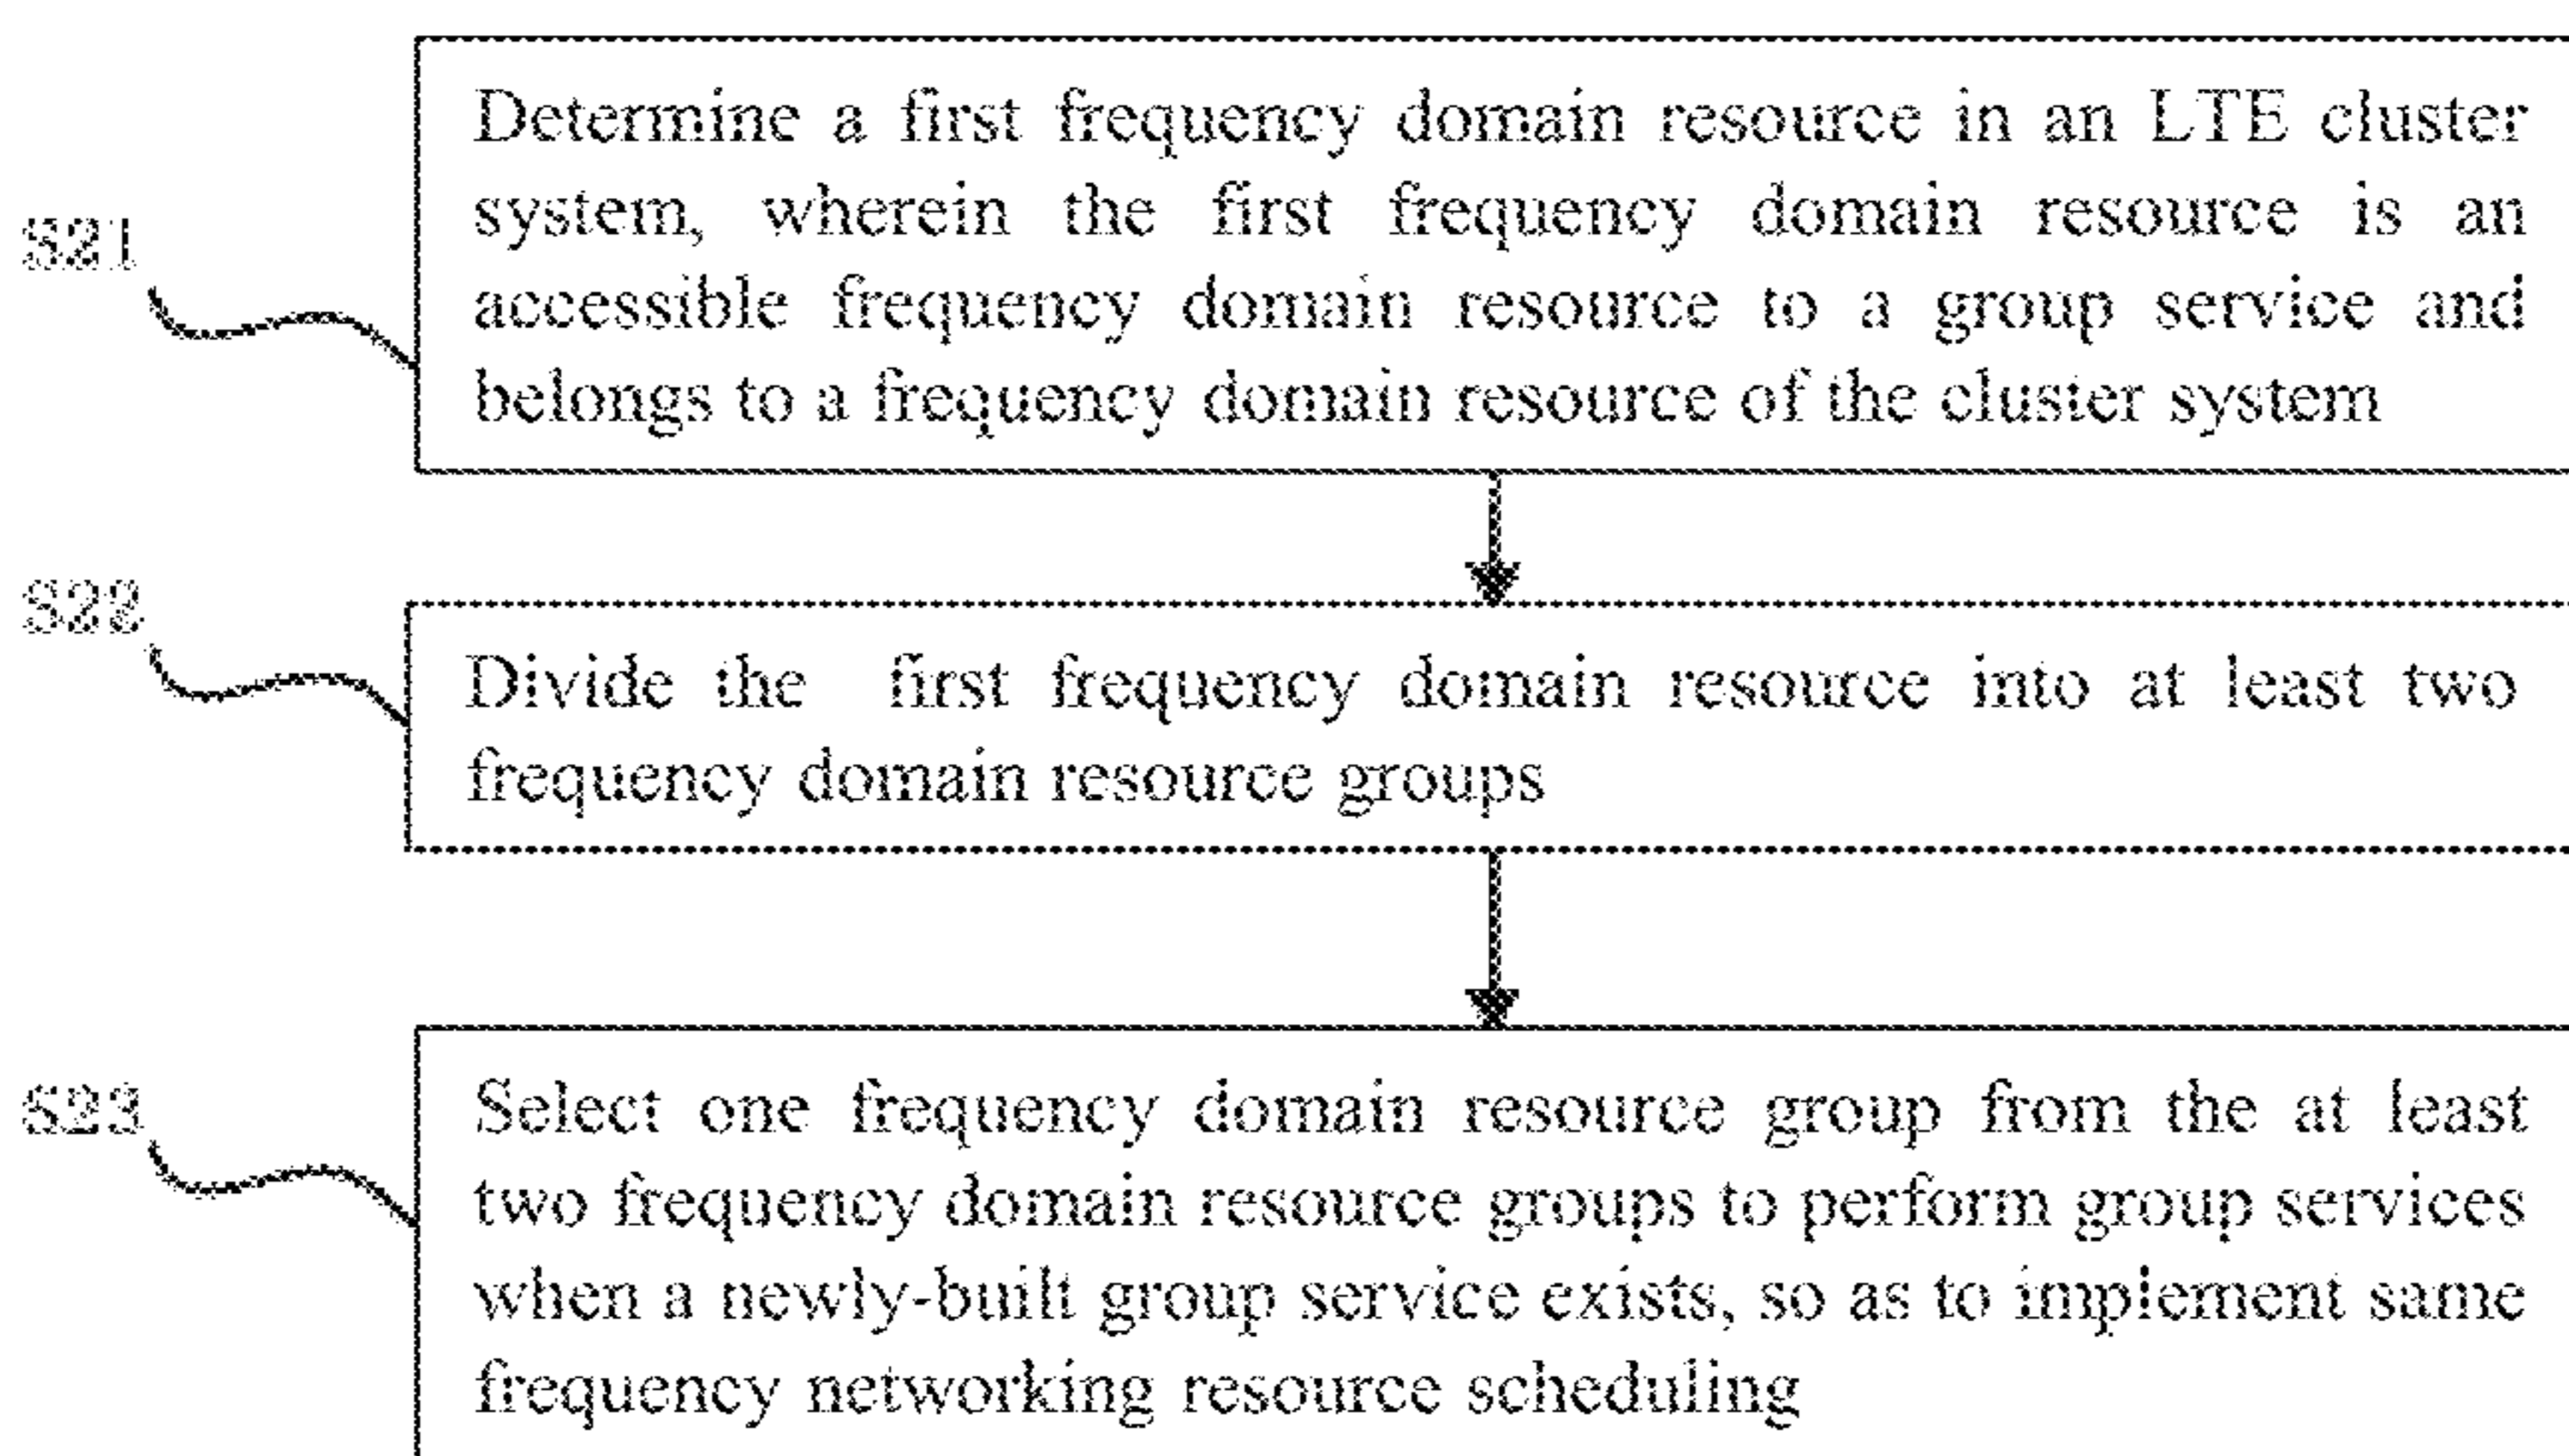 Determine a first frequency domain resource in an LTE cluster
system, wherein the first frequency domain resource is an
S21
accessible frequency domain resource to a group service and
belongs to a frequency domain resource of the cluster system
S22
Divide the first frequency domain resource into at least two
frequency domain resource groups
S23
Select one frequency domain resource group from the at least
two frequency domain resource groups to perform group services
when a newly-built group service exists, so as to implement same
frequency networking resource scheduling